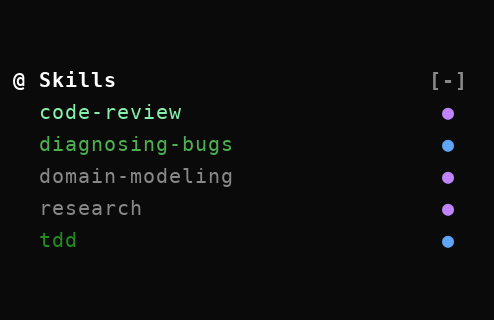 @ Skills [-]
code-review
diagnosing-bugs
domain-modeling
research
tdd